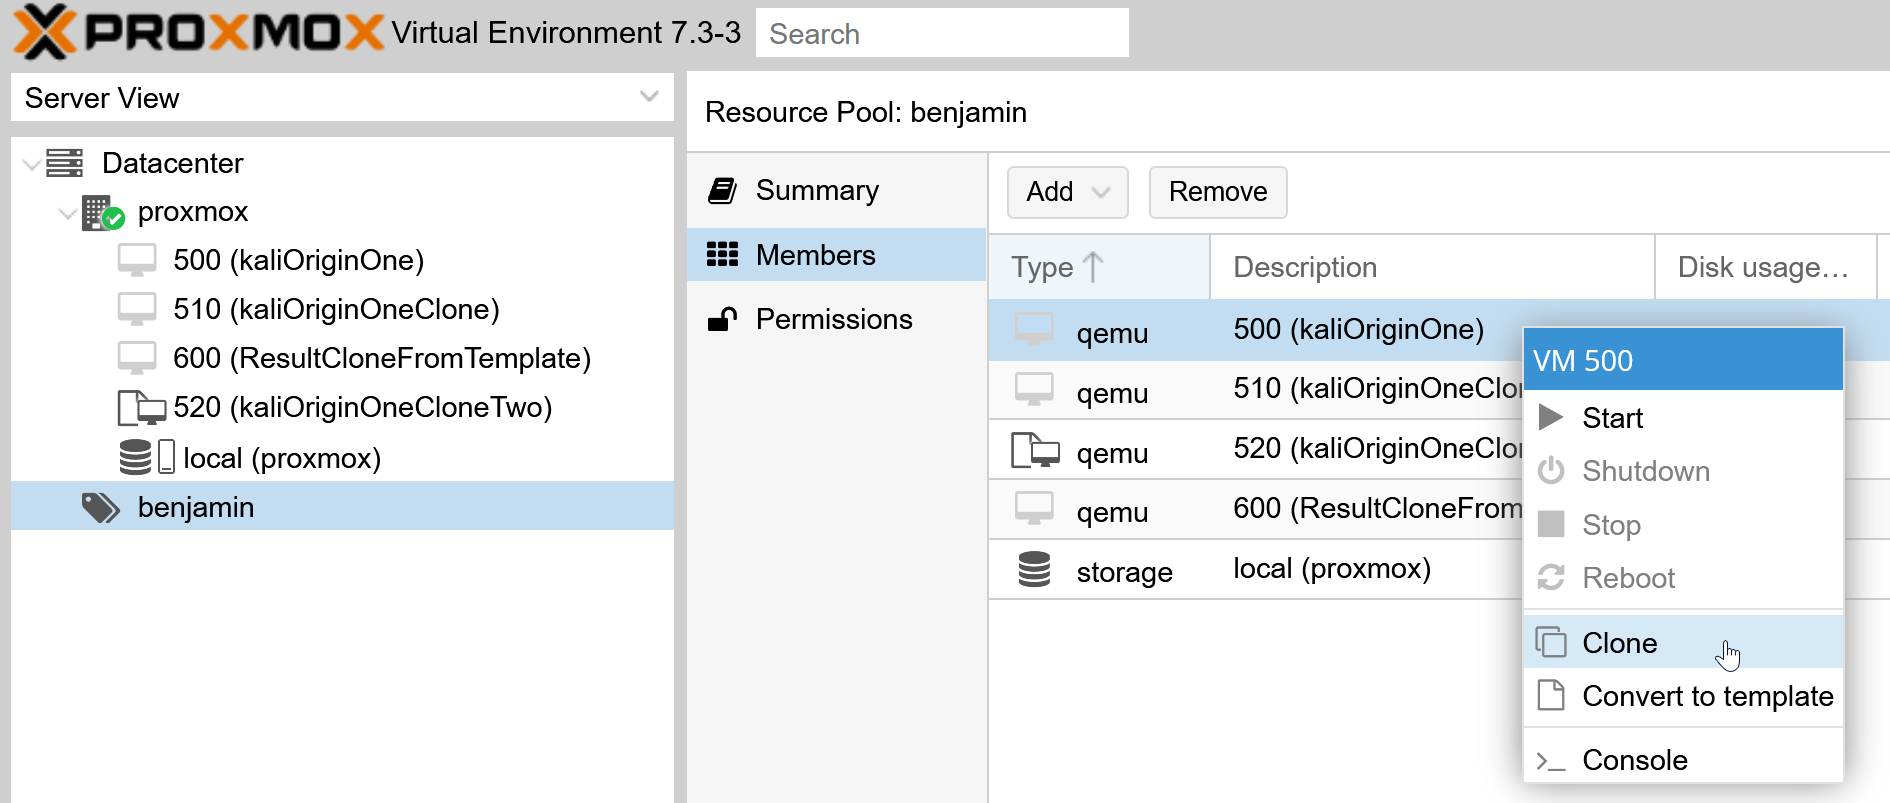 PROXMOX Virtual Environment 7.3-3 Search
Server View
Datacenter
proxmox
500 (kaliOriginOne)
510 (kaliOriginOneClone)
600 (ResultCloneFromTemplate)
520 (kaliOriginOneCloneTwo)
local (proxmox)
benjamin
Resource Pool: benjamin
Summary
Members
Permissions
Add Remove
Type Description Disk usage...
qemu 500 (kaliOriginOne)
qemu 510 (kaliOriginOneClo
qemu 520 (kaliOriginOneClo
qemu 600 (ResultCloneFrom
storage local (proxmox)
VM 500
Start
Shutdown
Stop
Reboot
Clone
Convert to template
Console